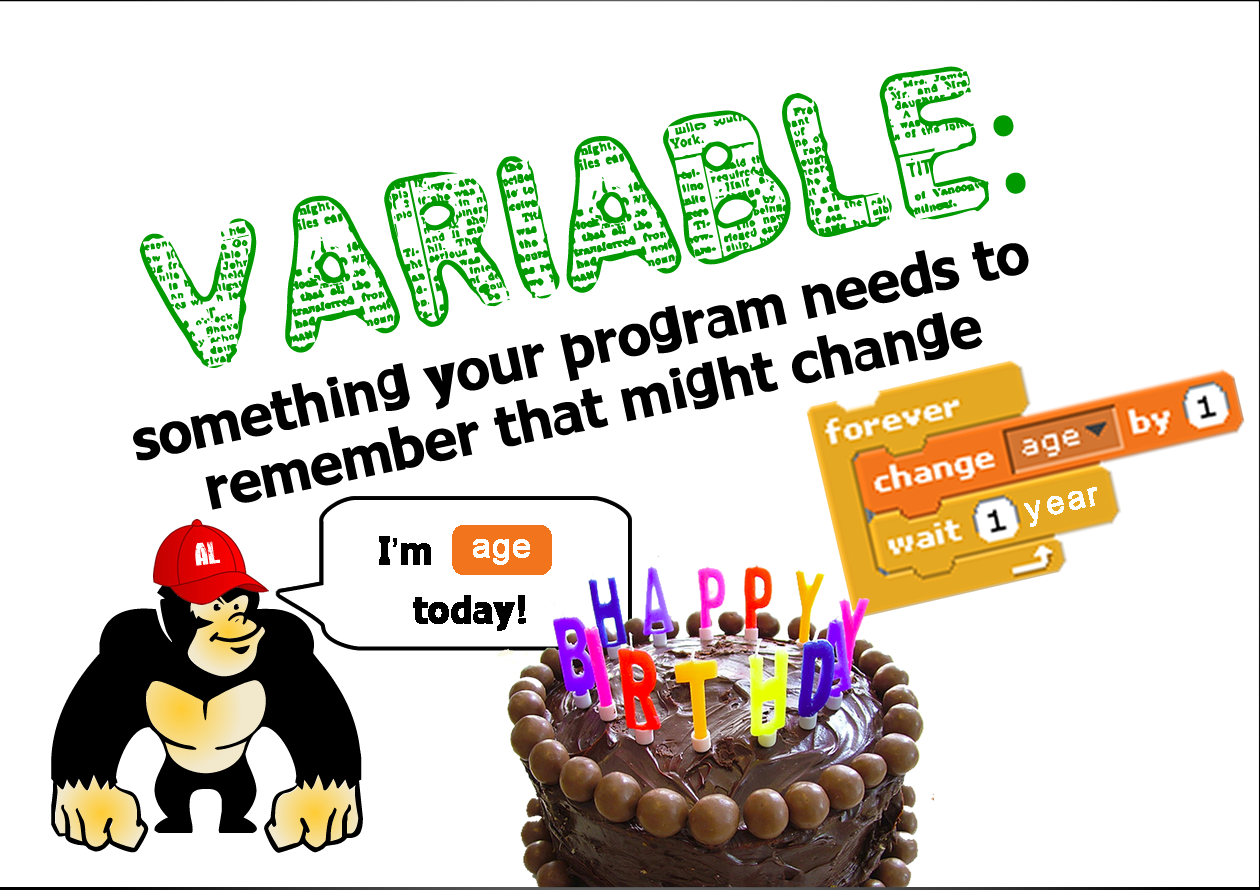 VARIABLE:
something your program needs to
remember that might change
forever
change age by 1
wait 1 year
AL
I'm age
today!
HAPPY
BIRTHDAY